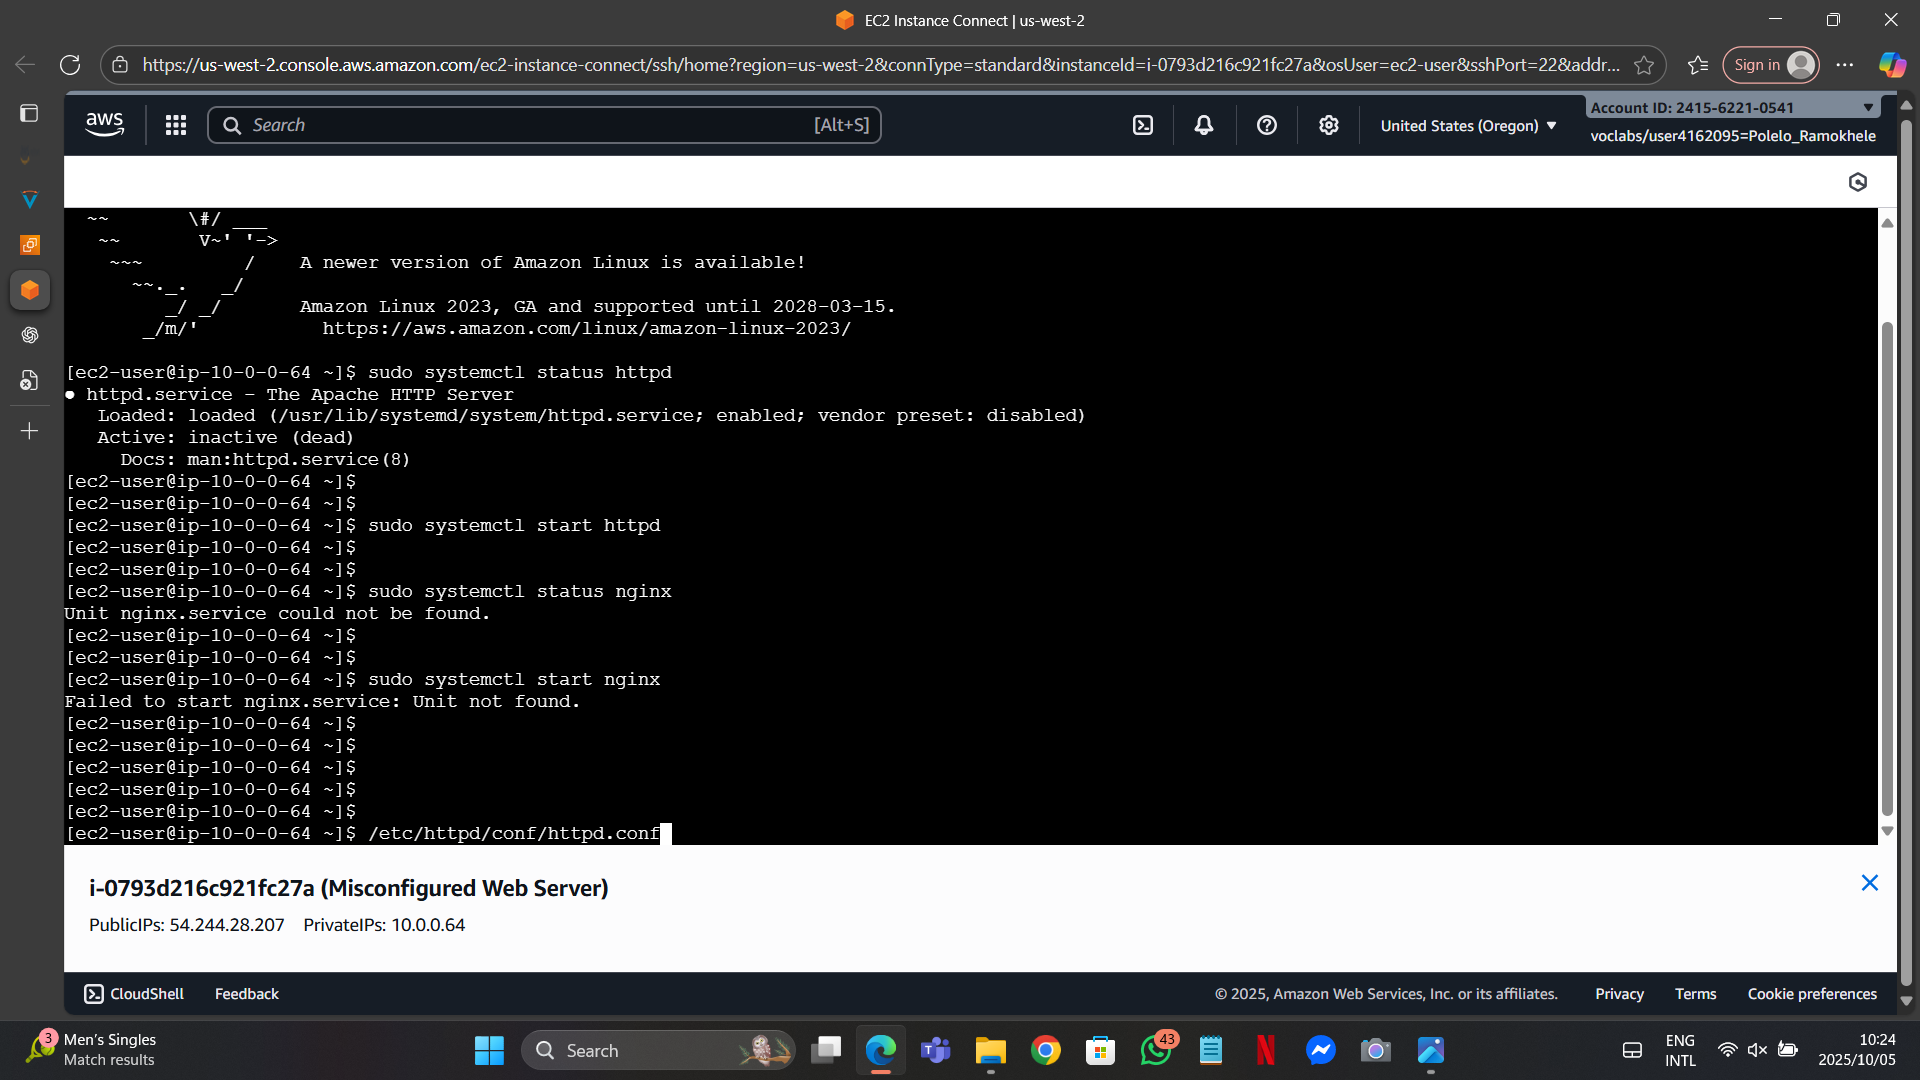 EC2 Instance Connect | us-west-2
https://us-west-2.console.aws.amazon.com/ec2-instance-connect/ssh/home?region=us-west-2&connType=standard&instanceId=i-0793d216c921fc27a&osUser=ec2-user&sshPort=22&addr...
Sign in
aws
Search [Alt+S]
United States (Oregon)
Account ID: 2415-6221-0541
voclabs/user4162095=Polelo_Ramokhele
~~ \#/ ___
~~ V~' '->
~~~ / A newer version of Amazon Linux is available!
~~._. _/
_/ _/ Amazon Linux 2023, GA and supported until 2028-03-15.
_/m/' https://aws.amazon.com/linux/amazon-linux-2023/
[ec2-user@ip-10-0-0-64 ~]$ sudo systemctl status httpd
● httpd.service - The Apache HTTP Server
Loaded: loaded (/usr/lib/systemd/system/httpd.service; enabled; vendor preset: disabled)
Active: inactive (dead)
Docs: man:httpd.service(8)
[ec2-user@ip-10-0-0-64 ~]$
[ec2-user@ip-10-0-0-64 ~]$
[ec2-user@ip-10-0-0-64 ~]$ sudo systemctl start httpd
[ec2-user@ip-10-0-0-64 ~]$
[ec2-user@ip-10-0-0-64 ~]$
[ec2-user@ip-10-0-0-64 ~]$ sudo systemctl status nginx
Unit nginx.service could not be found.
[ec2-user@ip-10-0-0-64 ~]$
[ec2-user@ip-10-0-0-64 ~]$
[ec2-user@ip-10-0-0-64 ~]$ sudo systemctl start nginx
Failed to start nginx.service: Unit not found.
[ec2-user@ip-10-0-0-64 ~]$
[ec2-user@ip-10-0-0-64 ~]$
[ec2-user@ip-10-0-0-64 ~]$
[ec2-user@ip-10-0-0-64 ~]$
[ec2-user@ip-10-0-0-64 ~]$
[ec2-user@ip-10-0-0-64 ~]$ /etc/httpd/conf/httpd.conf
i-0793d216c921fc27a (Misconfigured Web Server)
PublicIPs: 54.244.28.207 PrivateIPs: 10.0.0.64
CloudShell Feedback © 2025, Amazon Web Services, Inc. or its affiliates. Privacy Terms Cookie preferences
3
Men's Singles
Match results
Search
43
ENG
INTL
10:24
2025/10/05